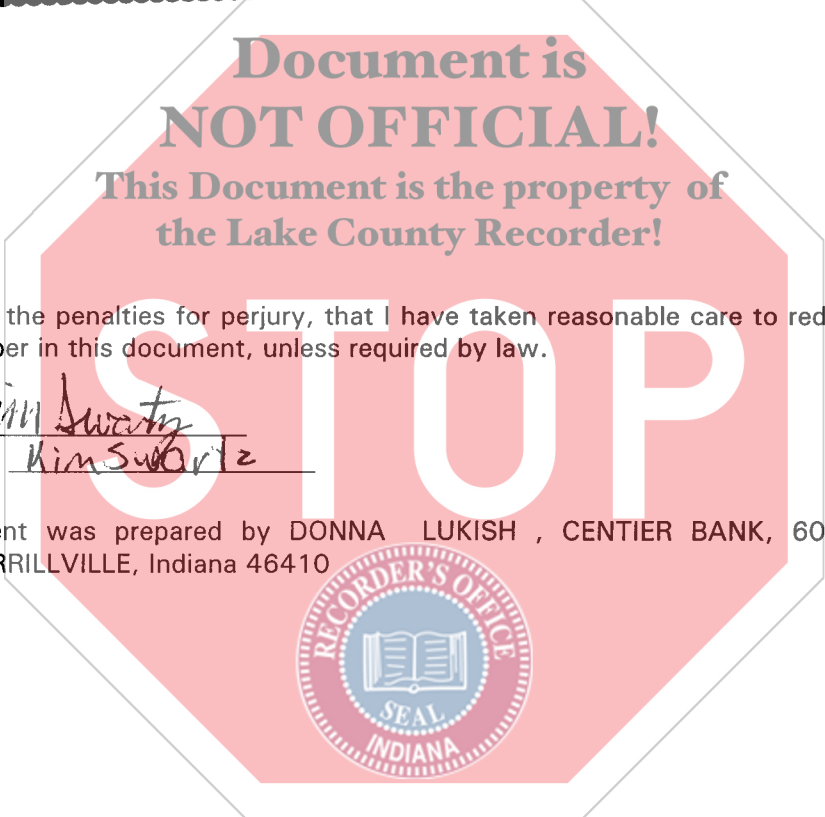 Document is
NOT OFFICIAL!
This Document is the property of
the Lake County Recorder!
STOP
the penalties for perjury, that I have taken reasonable care to red
er in this document, unless required by law.
Swartz
Kim Swartz
ent was prepared by DONNA LUKISH , CENTIER BANK, 60
RRILLVILLE, Indiana 46410
RECORDER'S OFFICE
SEAL
INDIANA